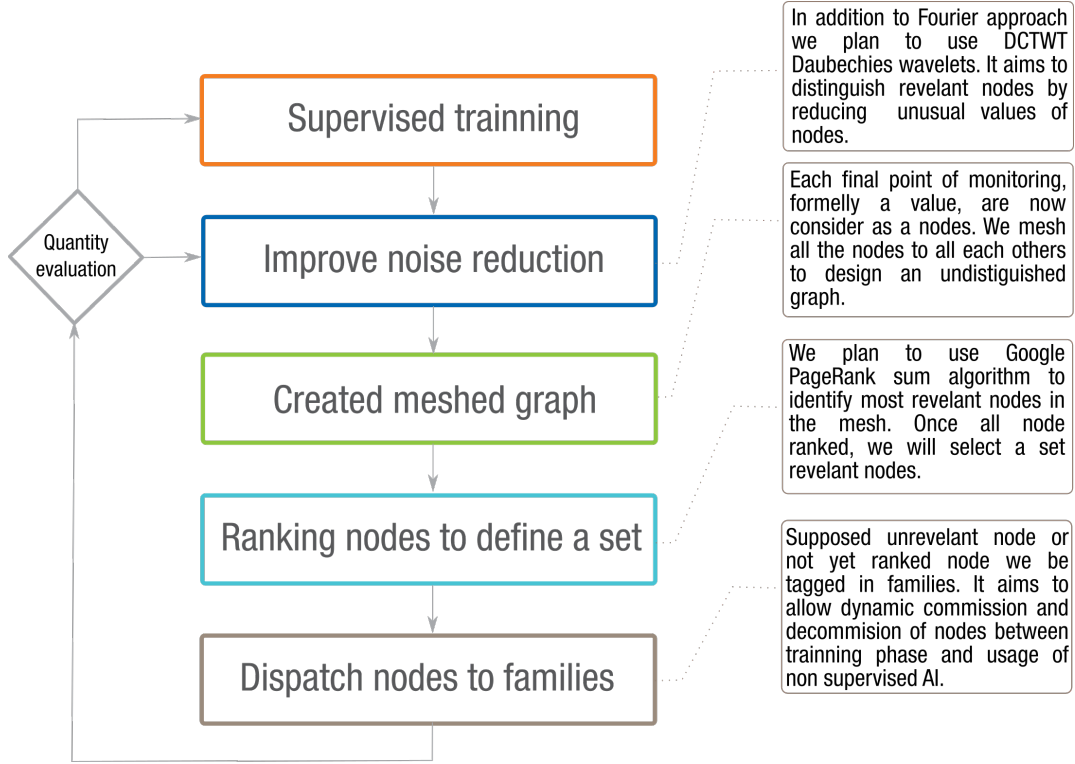 Supervised trainning
Quantity
evaluation
Improve noise reduction
Created meshed graph
Ranking nodes to define a set
Dispatch nodes to families
In addition to Fourier approach
we plan to use DCTWT
Daubechies wavelets. It aims to
distinguish revelant nodes by
reducing unusual values of
nodes.
Each final point of monitoring,
formelly a value, are now
consider as a nodes. We mesh
all the nodes to all each others
to design an undistiguished
graph.
We plan to use Google
PageRank sum algorithm to
identify most revelant nodes in
the mesh. Once all node
ranked, we will select a set
revelant nodes.
Supposed unrevelant node or
not yet ranked node we be
tagged in families. It aims to
allow dynamic commission and
decommision of nodes between
trainning phase and usage of
non supervised AI.